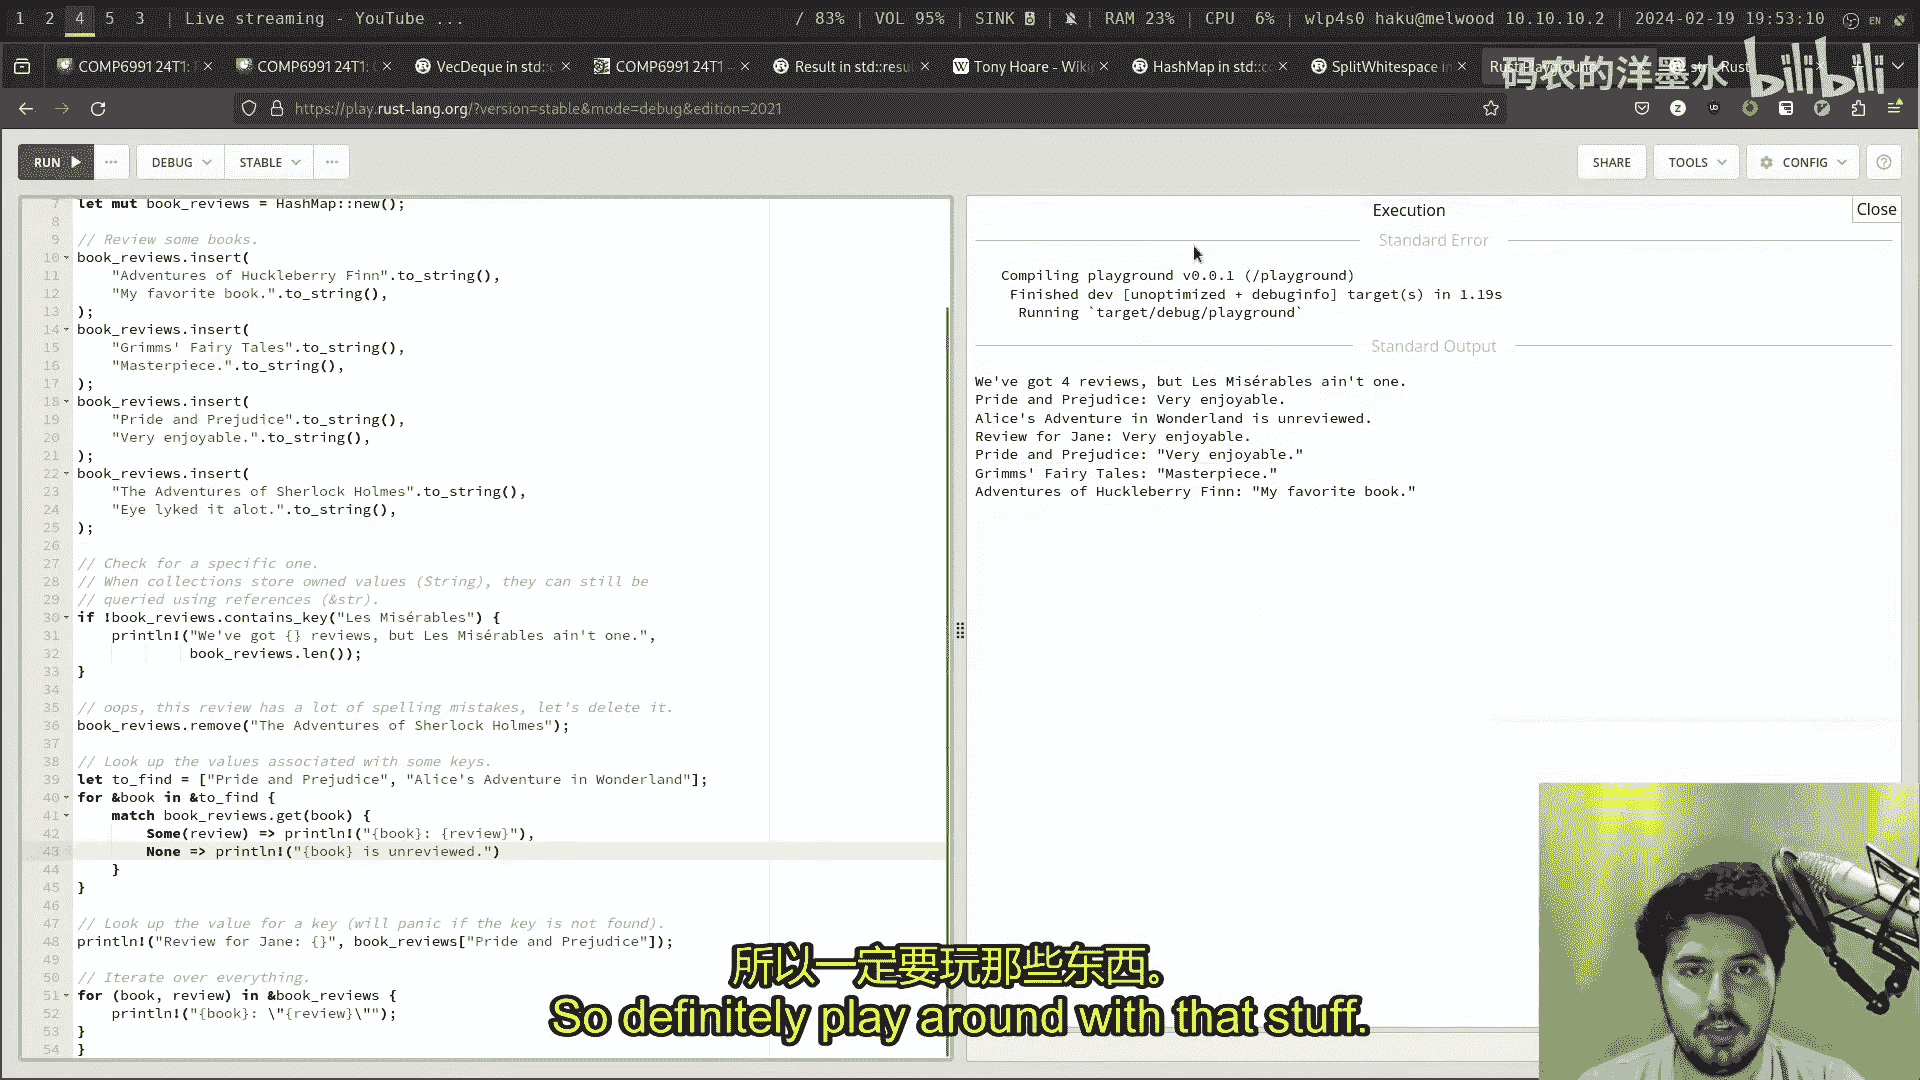 1 2 4 5 3 | Live streaming - YouTube ...
/ 83% | VOL 95% | SINK | RAM 23% | CPU 6% | wlp4s0 haku@melwood 10.10.10.2 | 2024-02-19 19:53:10 EN
COMP6991 24T1: COMP6991 24T1: VecDeque in std:: COMP6991 24T1 - Result in std::resu Tony Hoare - Wiki HashMap in std::co SplitWhitespace in
码农的洋墨水 bilibili
https://play.rust-lang.org/?version=stable&mode=debug&edition=2021
RUN ··· DEBUG STABLE ··· SHARE TOOLS CONFIG
7 let mut book_reviews = HashMap::new();
8
9 // Review some books.
10 book_reviews.insert(
11 "Adventures of Huckleberry Finn".to_string(),
12 "My favorite book.".to_string(),
13 );
14 book_reviews.insert(
15 "Grimms' Fairy Tales".to_string(),
16 "Masterpiece.".to_string(),
17 );
18 book_reviews.insert(
19 "Pride and Prejudice".to_string(),
20 "Very enjoyable.".to_string(),
21 );
22 book_reviews.insert(
23 "The Adventures of Sherlock Holmes".to_string(),
24 "Eye lyked it alot.".to_string(),
25 );
26
27 // Check for a specific one.
28 // When collections store owned values (String), they can still be
29 // queried using references (&str).
30 if !book_reviews.contains_key("Les Misérables") {
31 println!("We've got {} reviews, but Les Misérables ain't one.",
32 book_reviews.len());
33 }
34
35 // oops, this review has a lot of spelling mistakes, let's delete it.
36 book_reviews.remove("The Adventures of Sherlock Holmes");
37
38 // Look up the values associated with some keys.
39 let to_find = ["Pride and Prejudice", "Alice's Adventure in Wonderland"];
40 for &book in &to_find {
41 match book_reviews.get(book) {
42 Some(review) => println!("{book}: {review}"),
43 None => println!("{book} is unreviewed.")
44 }
45 }
46
47 // Look up the value for a key (will panic if the key is not found).
48 println!("Review for Jane: {}", book_reviews["Pride and Prejudice"]);
49
50 // Iterate over everything.
51 for (book, review) in &book_reviews {
52 println!("{book}: \"{review}\"");
53 }
54 }
Execution
Close
Standard Error
Compiling playground v0.0.1 (/playground)
Finished dev [unoptimized + debuginfo] target(s) in 1.19s
Running `target/debug/playground`
Standard Output
We've got 4 reviews, but Les Misérables ain't one.
Pride and Prejudice: Very enjoyable.
Alice's Adventure in Wonderland is unreviewed.
Review for Jane: Very enjoyable.
Pride and Prejudice: "Very enjoyable."
Grimms' Fairy Tales: "Masterpiece."
Adventures of Huckleberry Finn: "My favorite book."
所以一定要玩那些东西。
So definitely play around with that stuff.